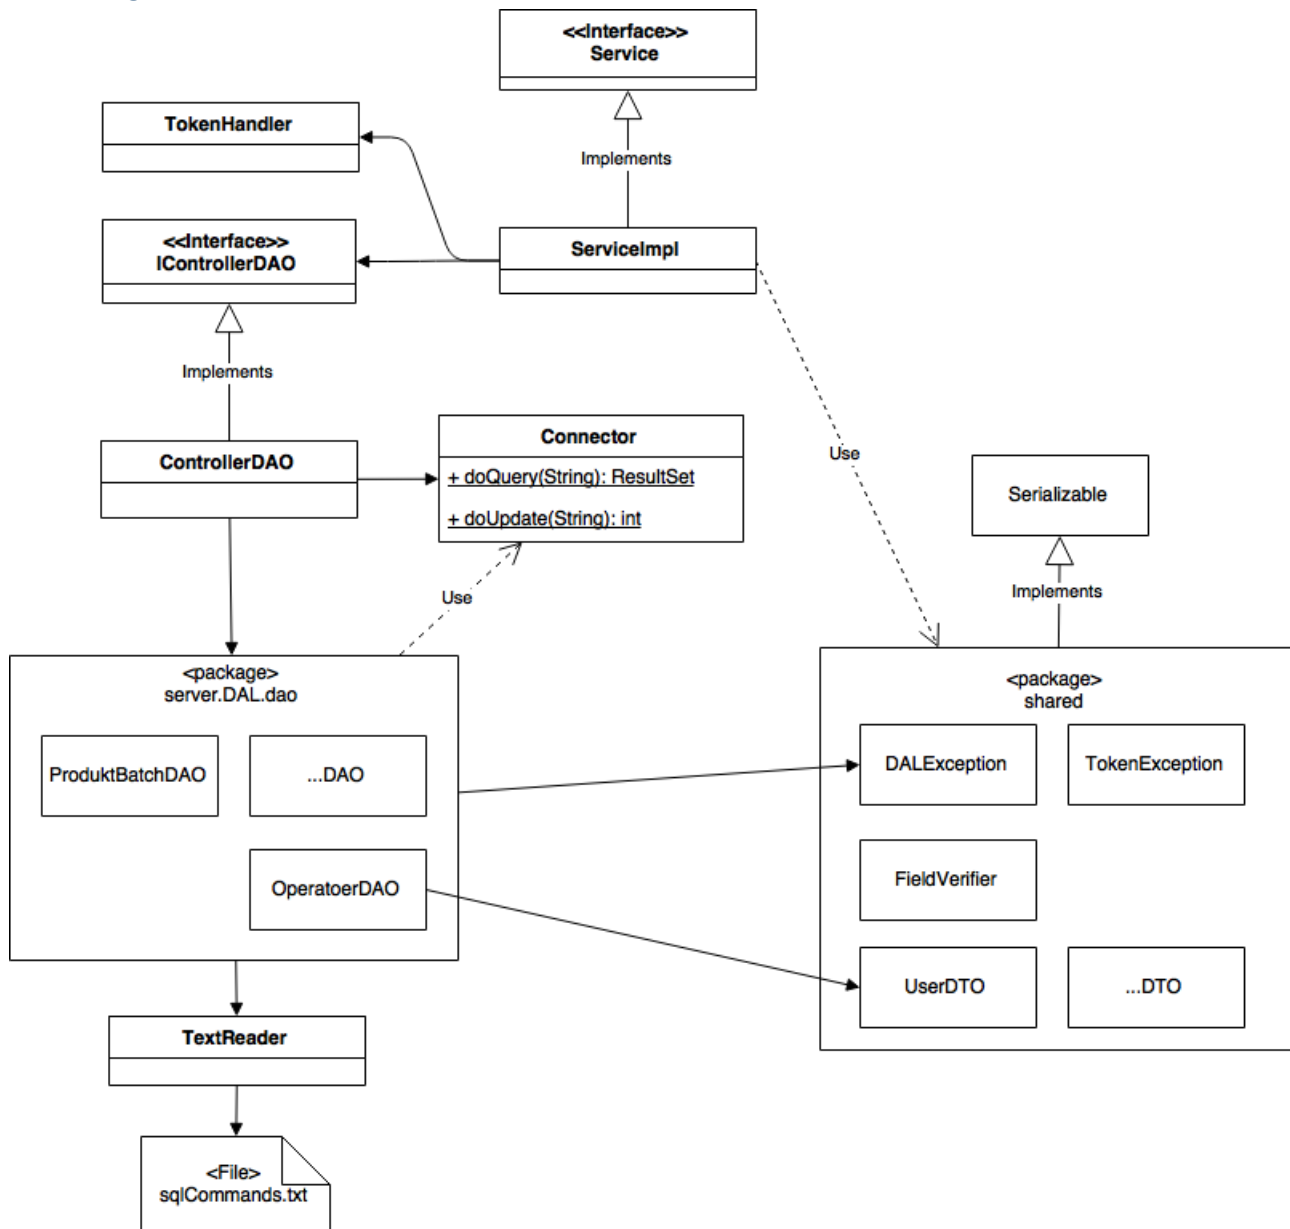 <<Interface>>
Service
TokenHandler
Implements
<<Interface>>
IControllerDAO
ServiceImpl
Implements
Connector
+ doQuery(String): ResultSet
+ doUpdate(String): int
ControllerDAO
Use
Serializable
Use
Implements
<package>
server.DAL.dao
<package>
shared
ProduktBatchDAO
...DAO
DALException
TokenException
OperatoerDAO
FieldVerifier
UserDTO
...DTO
TextReader
<File>
sqlCommands.txt